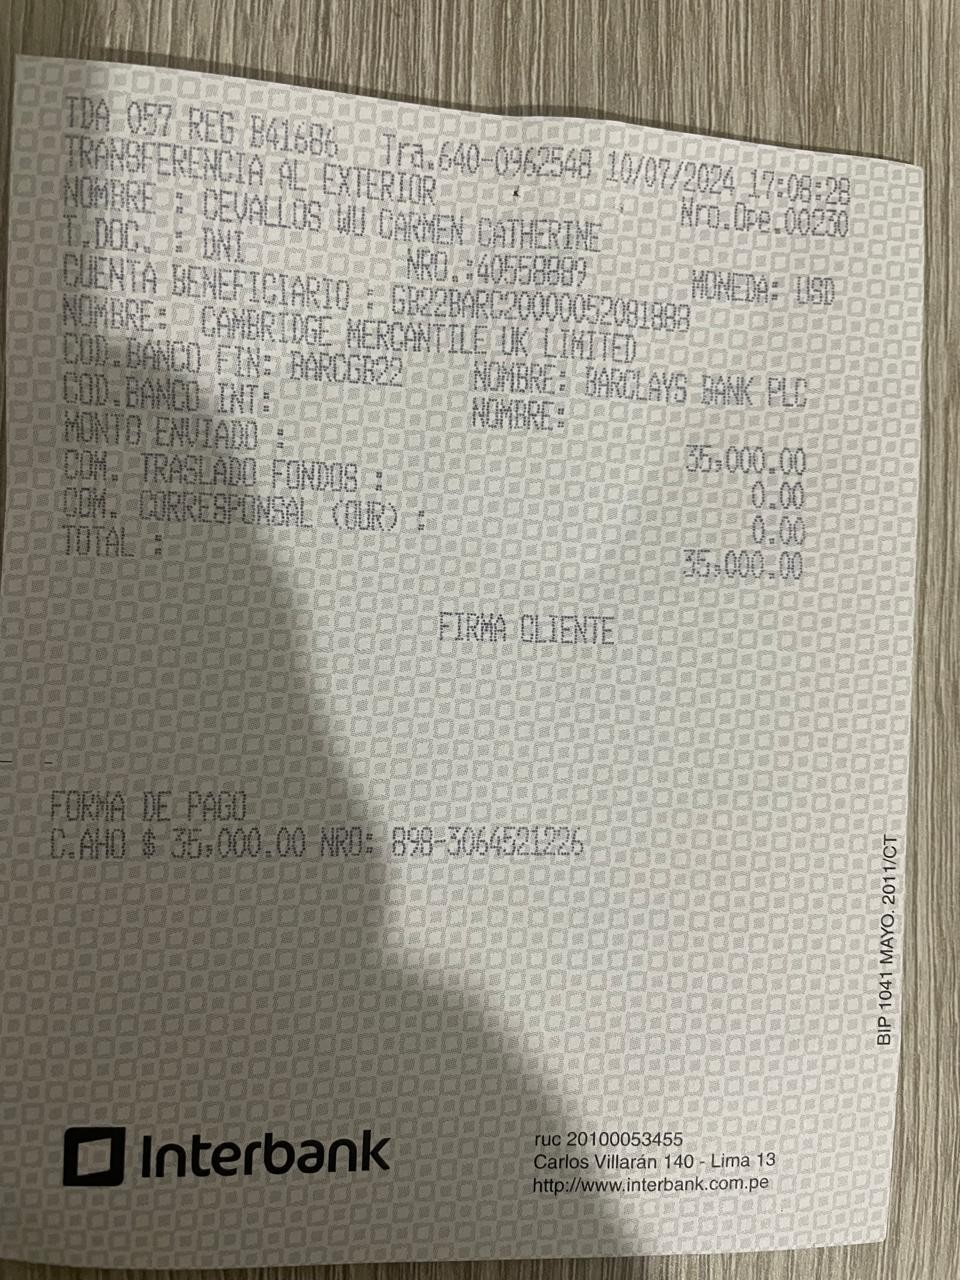 TDA 057 REG B41686 Tra.640-0962548 10/07/2024 17:08:28
TRANSFERENCIA AL EXTERIOR Nro.Ope.00230
NOMBRE : CEVALLOS WU CARMEN CATHERINE
T.DOC. : DNI NRO.:40558889 MONEDA: USD
CUENTA BENEFICIARIO : GB22BARC20000052081888
NOMBRE: CAMBRIDGE MERCANTILE UK LIMITED
COD.BANCO FIN: BARCGB22 NOMBRE: BARCLAYS BANK PLC
COD.BANCO INT: NOMBRE:
MONTO ENVIADO : 35,000.00
COM. TRASLADO FONDOS : 0.00
COM. CORRESPONSAL (OUR) : 0.00
TOTAL : 35,000.00
FIRMA CLIENTE
FORMA DE PAGO
C.AHO $ 35,000.00 NRO: 898-3064521226
BIP 1041 MAYO. 2011/CT
Interbank
ruc 20100053455
Carlos Villarán 140 - Lima 13
http://www.interbank.com.pe